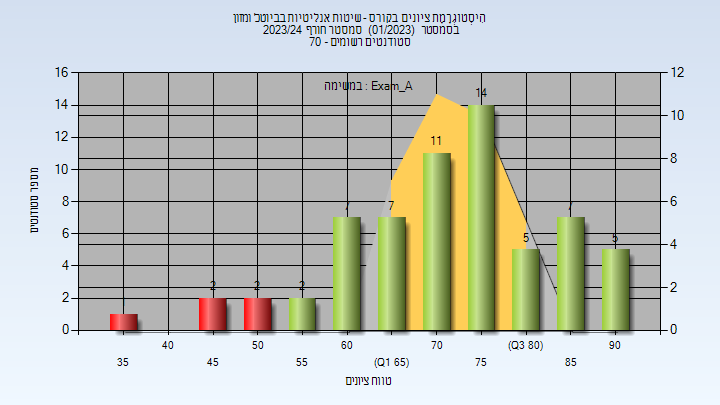 היסטוגרמת ציונים בקורס - שיטות אנליטיות בביוטכ' ומזון
בסמסטר (01/2023) סמסטר חורף 2023/24
סטודנטים רשומים - 70
במשימה : Exam_A
16 14 12 10 8 6 4 2 0
12 10 8 6 4 2 0
מספר סטודנטים
2 2 2 7 7 11 14 5 7 5
35 40 45 50 55 60 (Q1 65) 70 75 (Q3 80) 85 90
טווח ציונים